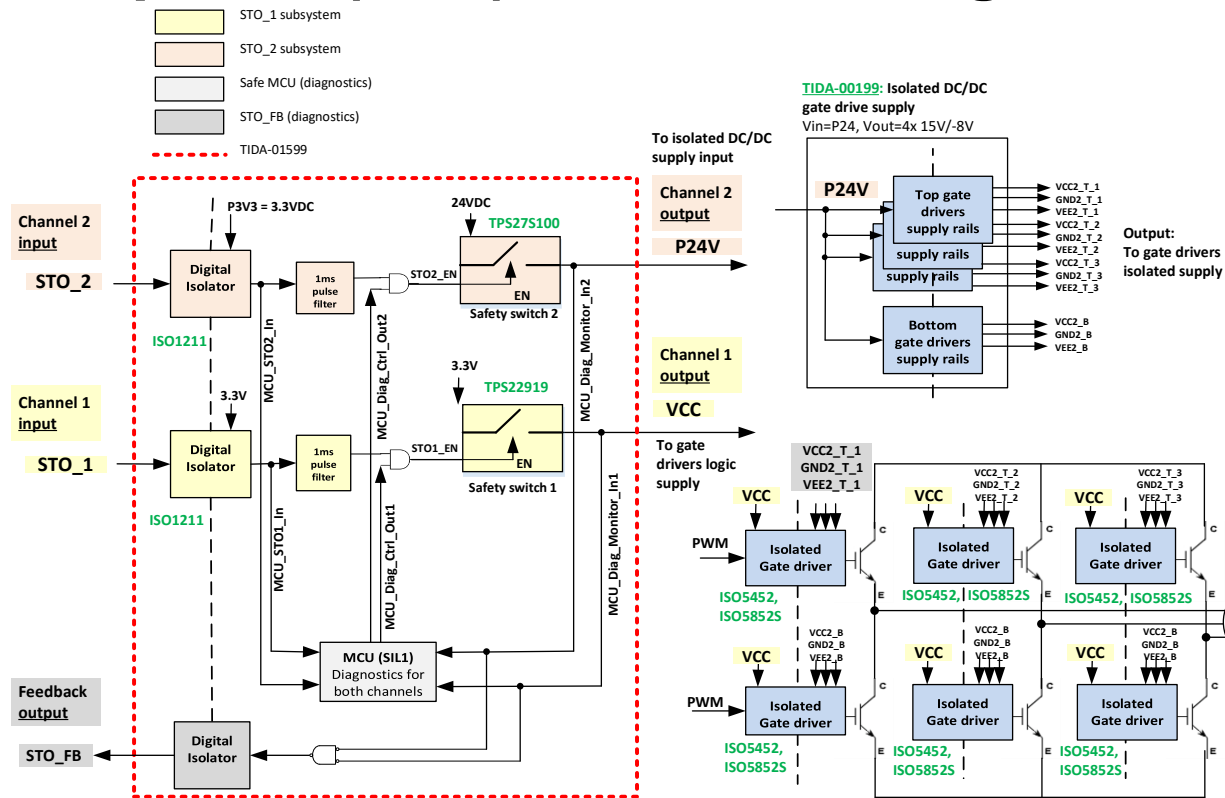 STO_1 subsystem
STO_2 subsystem
Safe MCU (diagnostics)
STO_FB (diagnostics)
TIDA-01599
Channel 2
input
STO_2
P3V3 = 3.3VDC
Digital
Isolator
ISO1211
1ms
pulse
filter
STO2_EN
24VDC
TPS27S100
EN
Safety switch 2
MCU_STO2_In
MCU_Diag_Ctrl_Out2
MCU_Diag_Monitor_In2
Channel 1
input
STO_1
3.3V
Digital
Isolator
ISO1211
1ms
pulse
filter
STO1_EN
3.3V
TPS22919
EN
Safety switch 1
MCU_STO1_In
MCU_Diag_Ctrl_Out1
MCU_Diag_Monitor_In1
MCU (SIL1)
Diagnostics for
both channels
Feedback
output
STO_FB
Digital
Isolator
To isolated DC/DC
supply input
Channel 2
output
P24V
Channel 1
output
VCC
To gate
drivers logic
supply
TIDA-00199: Isolated DC/DC
gate drive supply
Vin=P24, Vout=4x 15V/-8V
P24V
Top gate
drivers
supply rails
supply rails
supply rails
Bottom
gate drivers
supply rails
VCC2_T_1
GND2_T_1
VEE2_T_1
VCC2_T_2
GND2_T_2
VEE2_T_2
VCC2_T_3
GND2_T_3
VEE2_T_3
VCC2_B
GND2_B
VEE2_B
Output:
To gate drivers
isolated supply
VCC2_T_1
GND2_T_1
VEE2_T_1
VCC
PWM
Isolated
Gate driver
ISO5452,
ISO5852S
C
E
VCC2_T_2
GND2_T_2
VEE2_T_2
VCC
Isolated
Gate driver
ISO5452, ISO5852S
C
E
VCC2_T_3
GND2_T_3
VEE2_T_3
VCC
Isolated
Gate driver
ISO5452, ISO5852S
C
E
VCC2_B
GND2_B
VEE2_B
VCC
PWM
Isolated
Gate driver
ISO5452,
ISO5852S
C
E
VCC2_B
GND2_B
VEE2_B
VCC
Isolated
Gate driver
ISO5452,
ISO5852S
C
E
VCC2_B
GND2_B
VEE2_B
VCC
Isolated
Gate driver
ISO5452,
ISO5852S
C
E